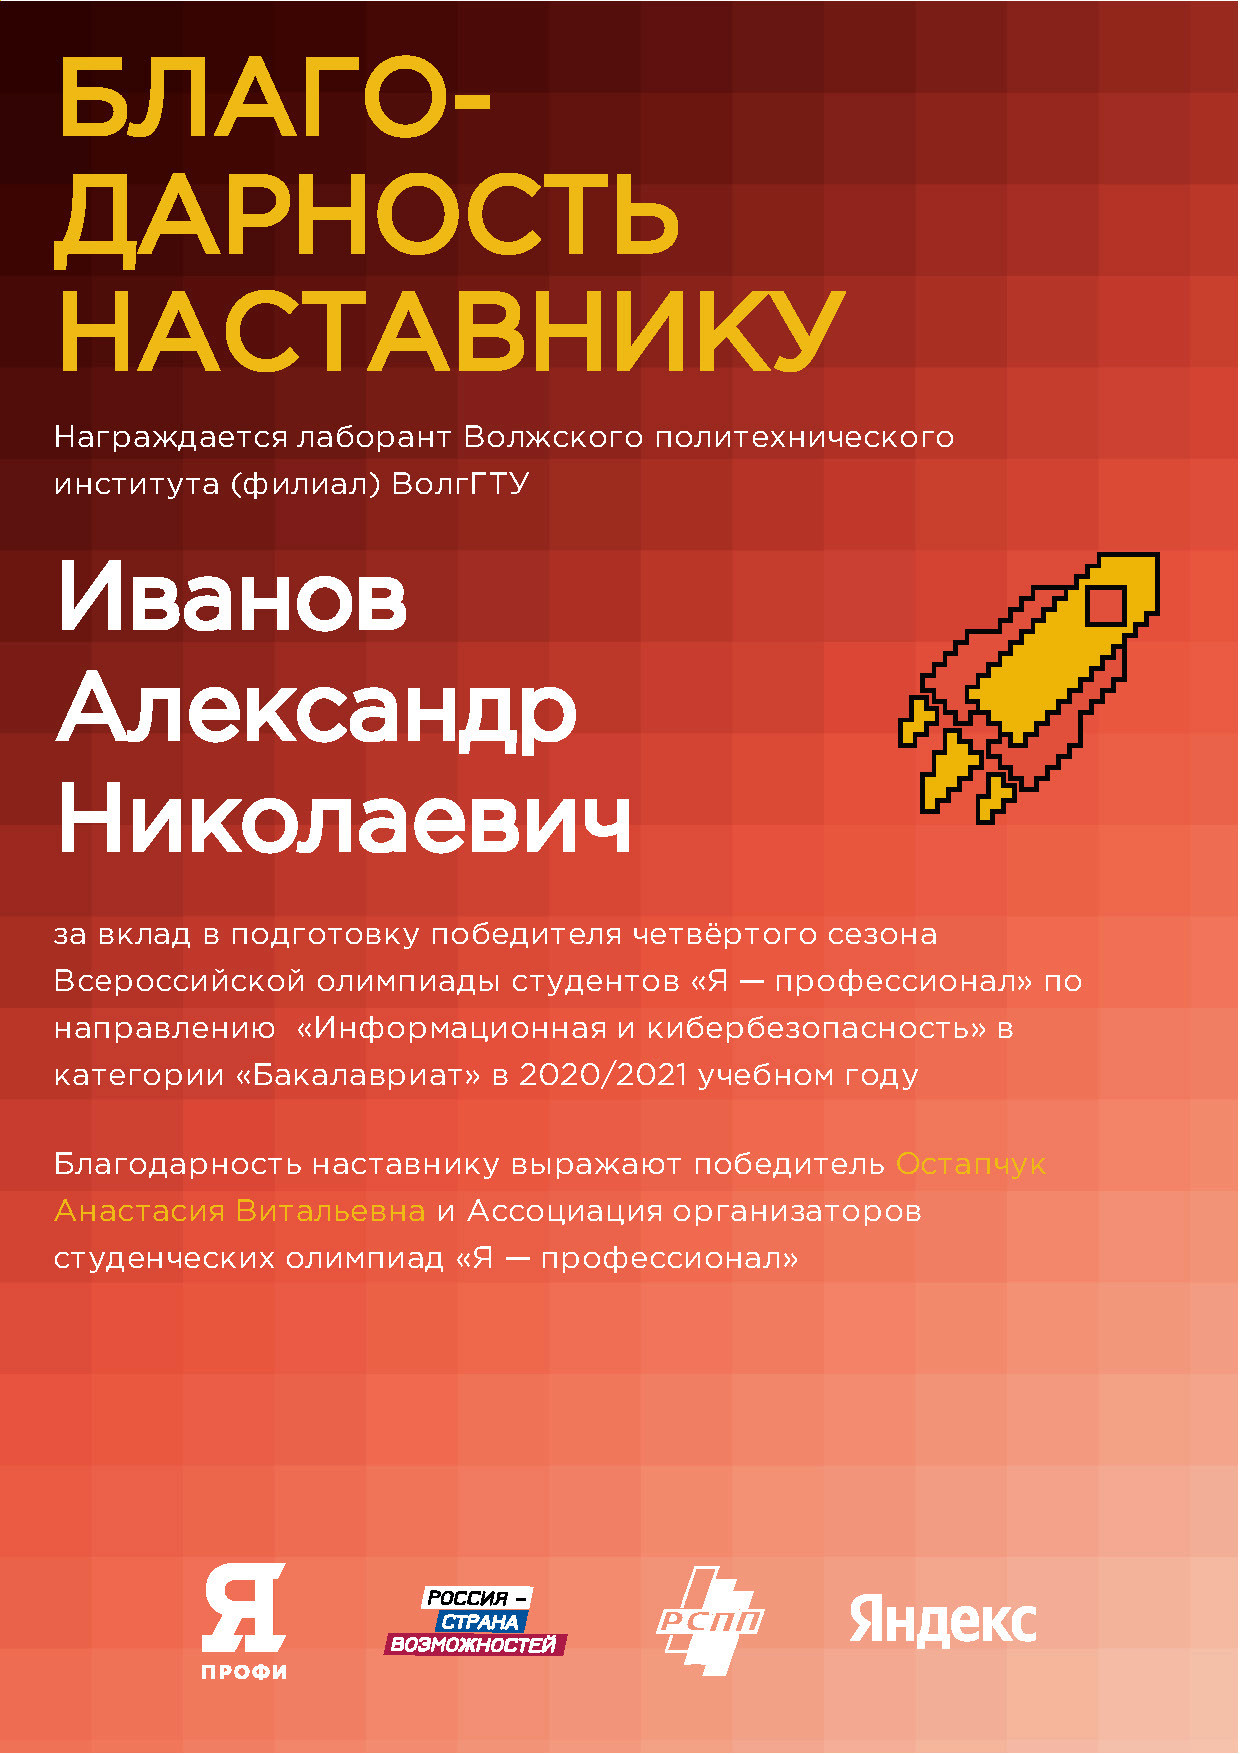 БЛАГО-
ДАРНОСТЬ
НАСТАВНИКУ
Награждается лаборант Волжского политехнического
института (филиал) ВолгГТУ
Иванов
Александр
Николаевич
за вклад в подготовку победителя четвёртого сезона
Всероссийской олимпиады студентов «Я — профессионал» по
направлению «Информационная и кибербезопасность» в
категории «Бакалавриат» в 2020/2021 учебном году
Благодарность наставнику выражают победитель Остапчук
Анастасия Витальевна и Ассоциация организаторов
студенческих олимпиад «Я — профессионал»
Я
ПРОФИ
РОССИЯ –
СТРАНА
ВОЗМОЖНОСТЕЙ
РСПП
Яндекс